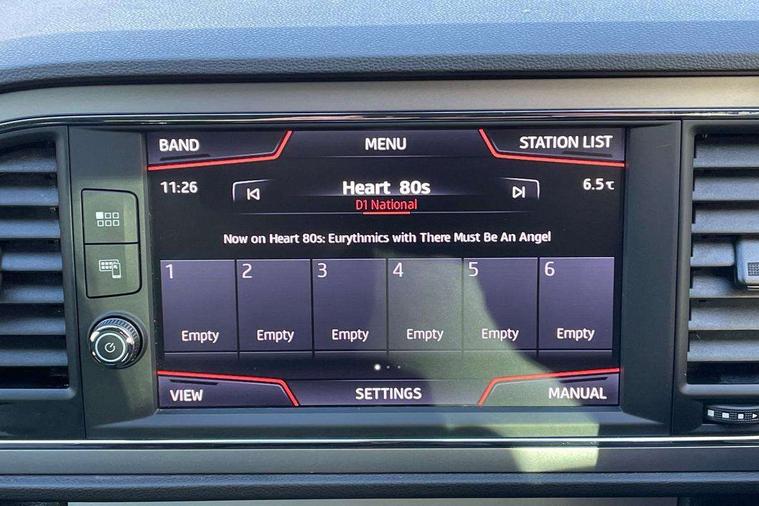 BAND MENU STATION LIST
11:26 Heart 80s 6.5°C
D1 National
Now on Heart 80s: Eurythmics with There Must Be An Angel
1 2 3 4 5 6
Empty Empty Empty Empty Empty Empty
VIEW SETTINGS MANUAL